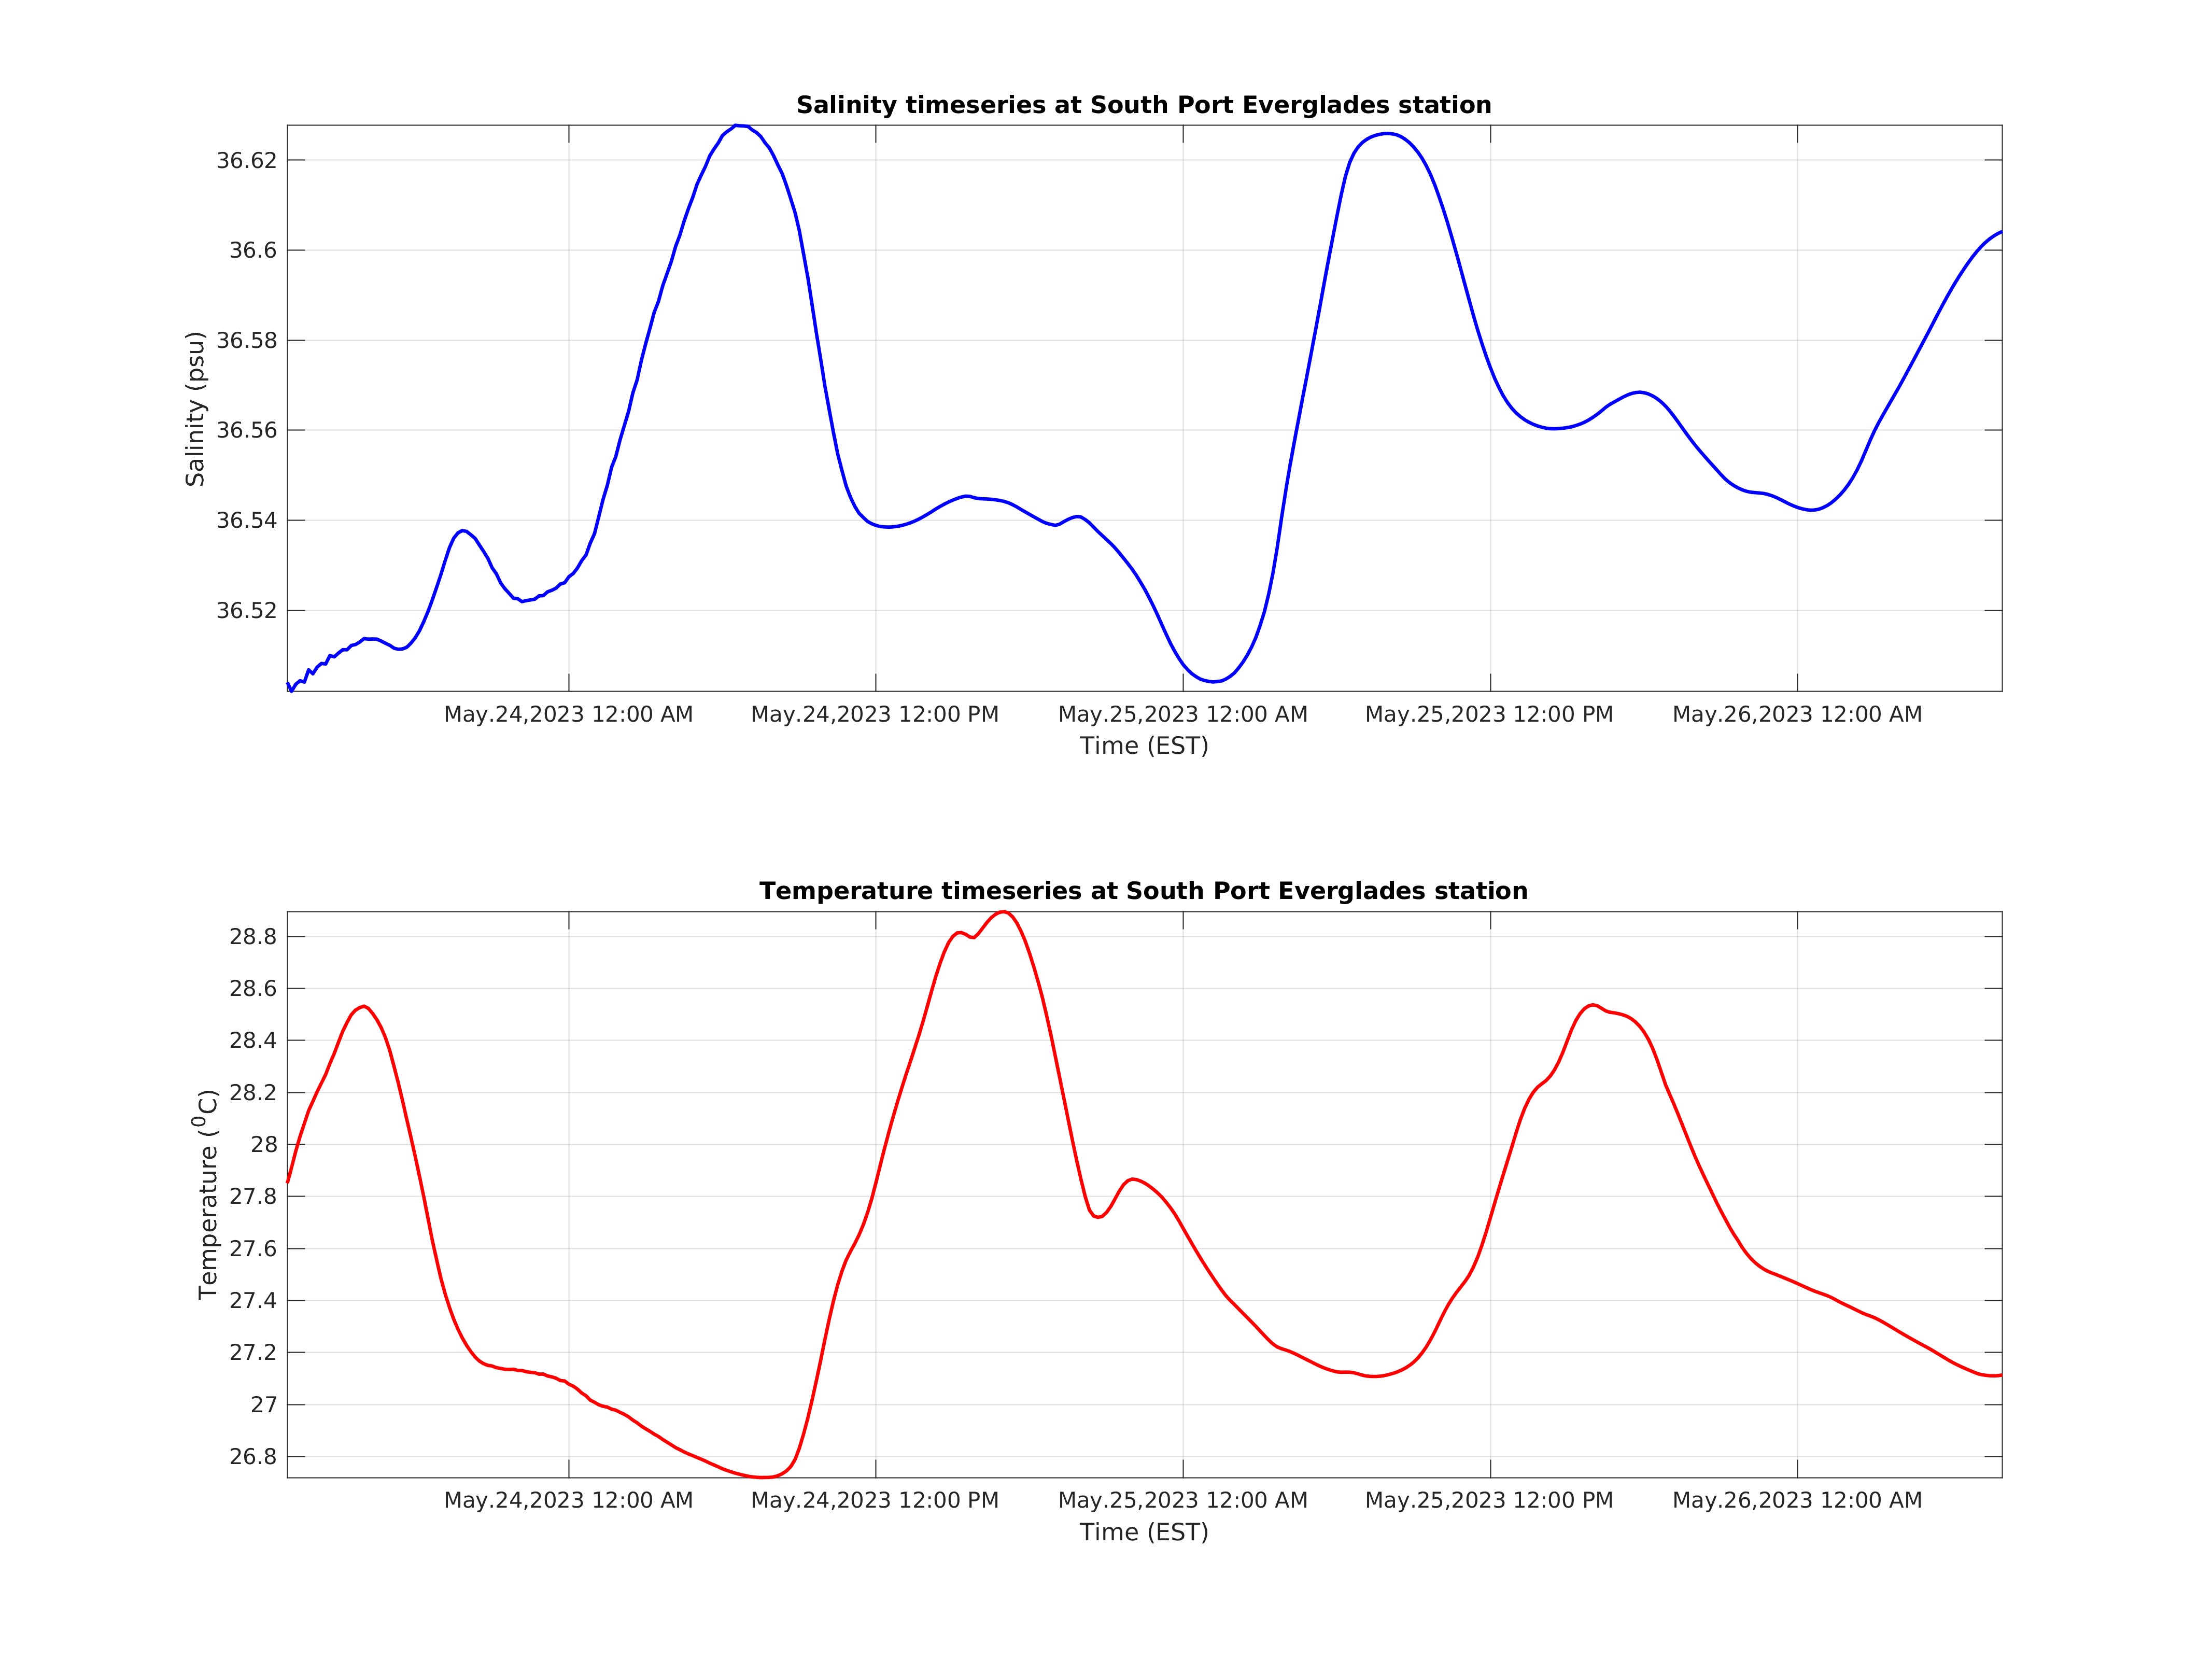 Salinity timeseries at South Port Everglades station
Salinity (psu)
36.62
36.6
36.58
36.56
36.54
36.52
May.24,2023 12:00 AM
May.24,2023 12:00 PM
May.25,2023 12:00 AM
May.25,2023 12:00 PM
May.26,2023 12:00 AM
Time (EST)
Temperature timeseries at South Port Everglades station
Temperature (⁰C)
28.8
28.6
28.4
28.2
28
27.8
27.6
27.4
27.2
27
26.8
May.24,2023 12:00 AM
May.24,2023 12:00 PM
May.25,2023 12:00 AM
May.25,2023 12:00 PM
May.26,2023 12:00 AM
Time (EST)